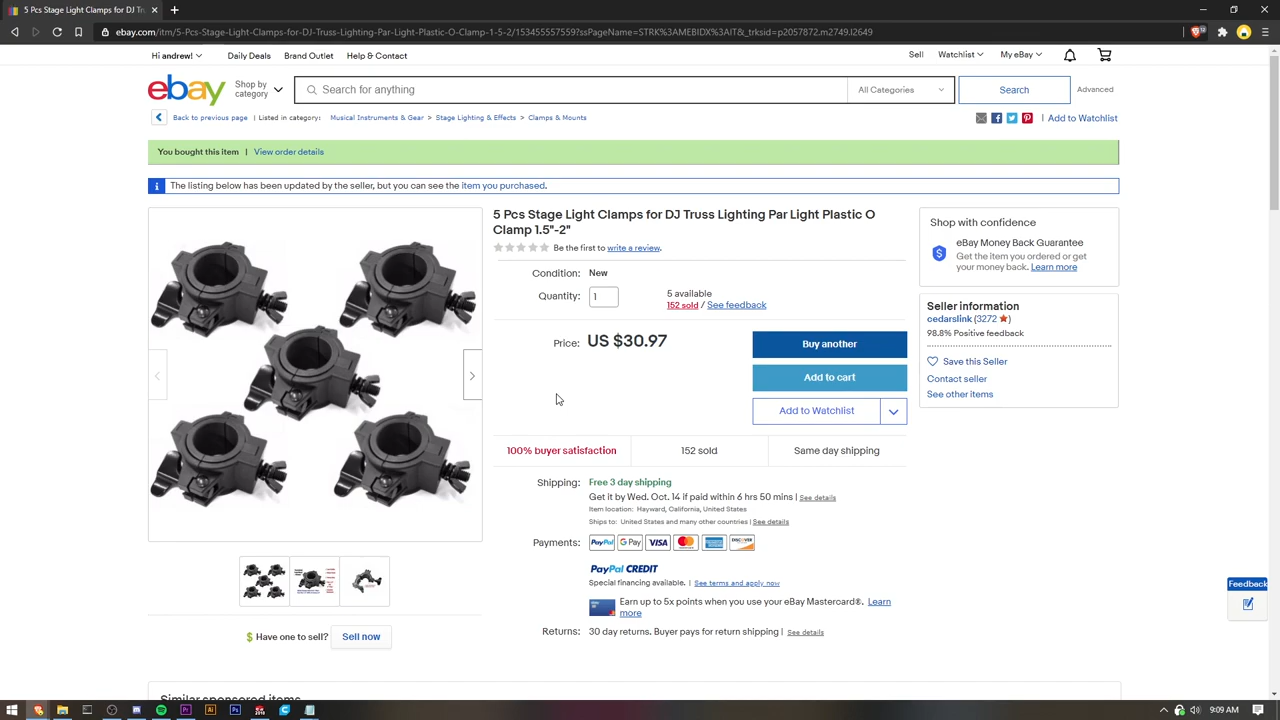 5 Pcs Stage Light Clamps for DJ Tr
ebay.com/itm/5-Pcs-Stage-Light-Clamps-for-DJ-Truss-Lighting-Par-Light-Plastic-O-Clamp-1-5-2/153455557559?ssPageName=STRK%3AMEBIDX%3AIT&_trksid=p2057872.m2749.l2649
Hi andrew! Daily Deals Brand Outlet Help & Contact Sell Watchlist My eBay
ebay Shop by category Search for anything All Categories Search Advanced
Back to previous page | Listed in category: Musical Instruments & Gear > Stage Lighting & Effects > Clamps & Mounts | Add to Watchlist
You bought this item | View order details
The listing below has been updated by the seller, but you can see the item you purchased.
5 Pcs Stage Light Clamps for DJ Truss Lighting Par Light Plastic O
Clamp 1.5"-2"
Be the first to write a review.
Condition: New
Quantity: 1
5 available
152 sold / See feedback
Price: US $30.97
Buy another
Add to cart
Add to Watchlist
100% buyer satisfaction 152 sold Same day shipping
Shipping: Free 3 day shipping
Get it by Wed. Oct. 14 if paid within 6 hrs 50 mins | See details
Item location: Hayward, California, United States
Ships to: United States and many other countries | See details
Payments: PayPal G Pay VISA DISCOVER
PayPal CREDIT
Special financing available. | See terms and apply now
Earn up to 5x points when you use your eBay Mastercard®. Learn
more
Returns: 30 day returns. Buyer pays for return shipping | See details
Shop with confidence
eBay Money Back Guarantee
Get the item you ordered or get
your money back. Learn more
Seller information
cedarslink (3272)
98.8% Positive feedback
Save this Seller
Contact seller
See other items
Have one to sell? Sell now
Feedback
Similar sponsored items
9:09 AM